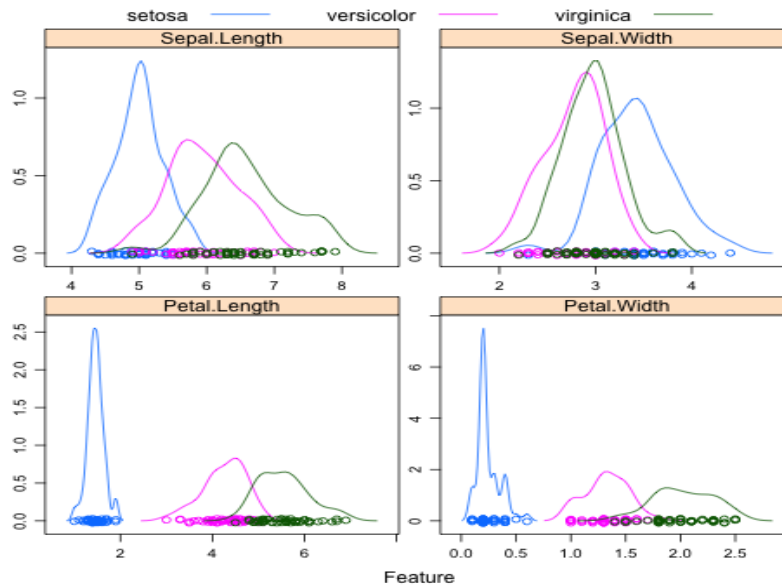 setosa versicolor virginica
Sepal.Length Sepal.Width
0.0 0.5 1.0
4 5 6 7 8
0.0 0.5 1.0
2 3 4
Petal.Length Petal.Width
0.0 0.5 1.0 1.5 2.0 2.5
2 4 6
0 2 4 6
0.0 0.5 1.0 1.5 2.0 2.5
Feature